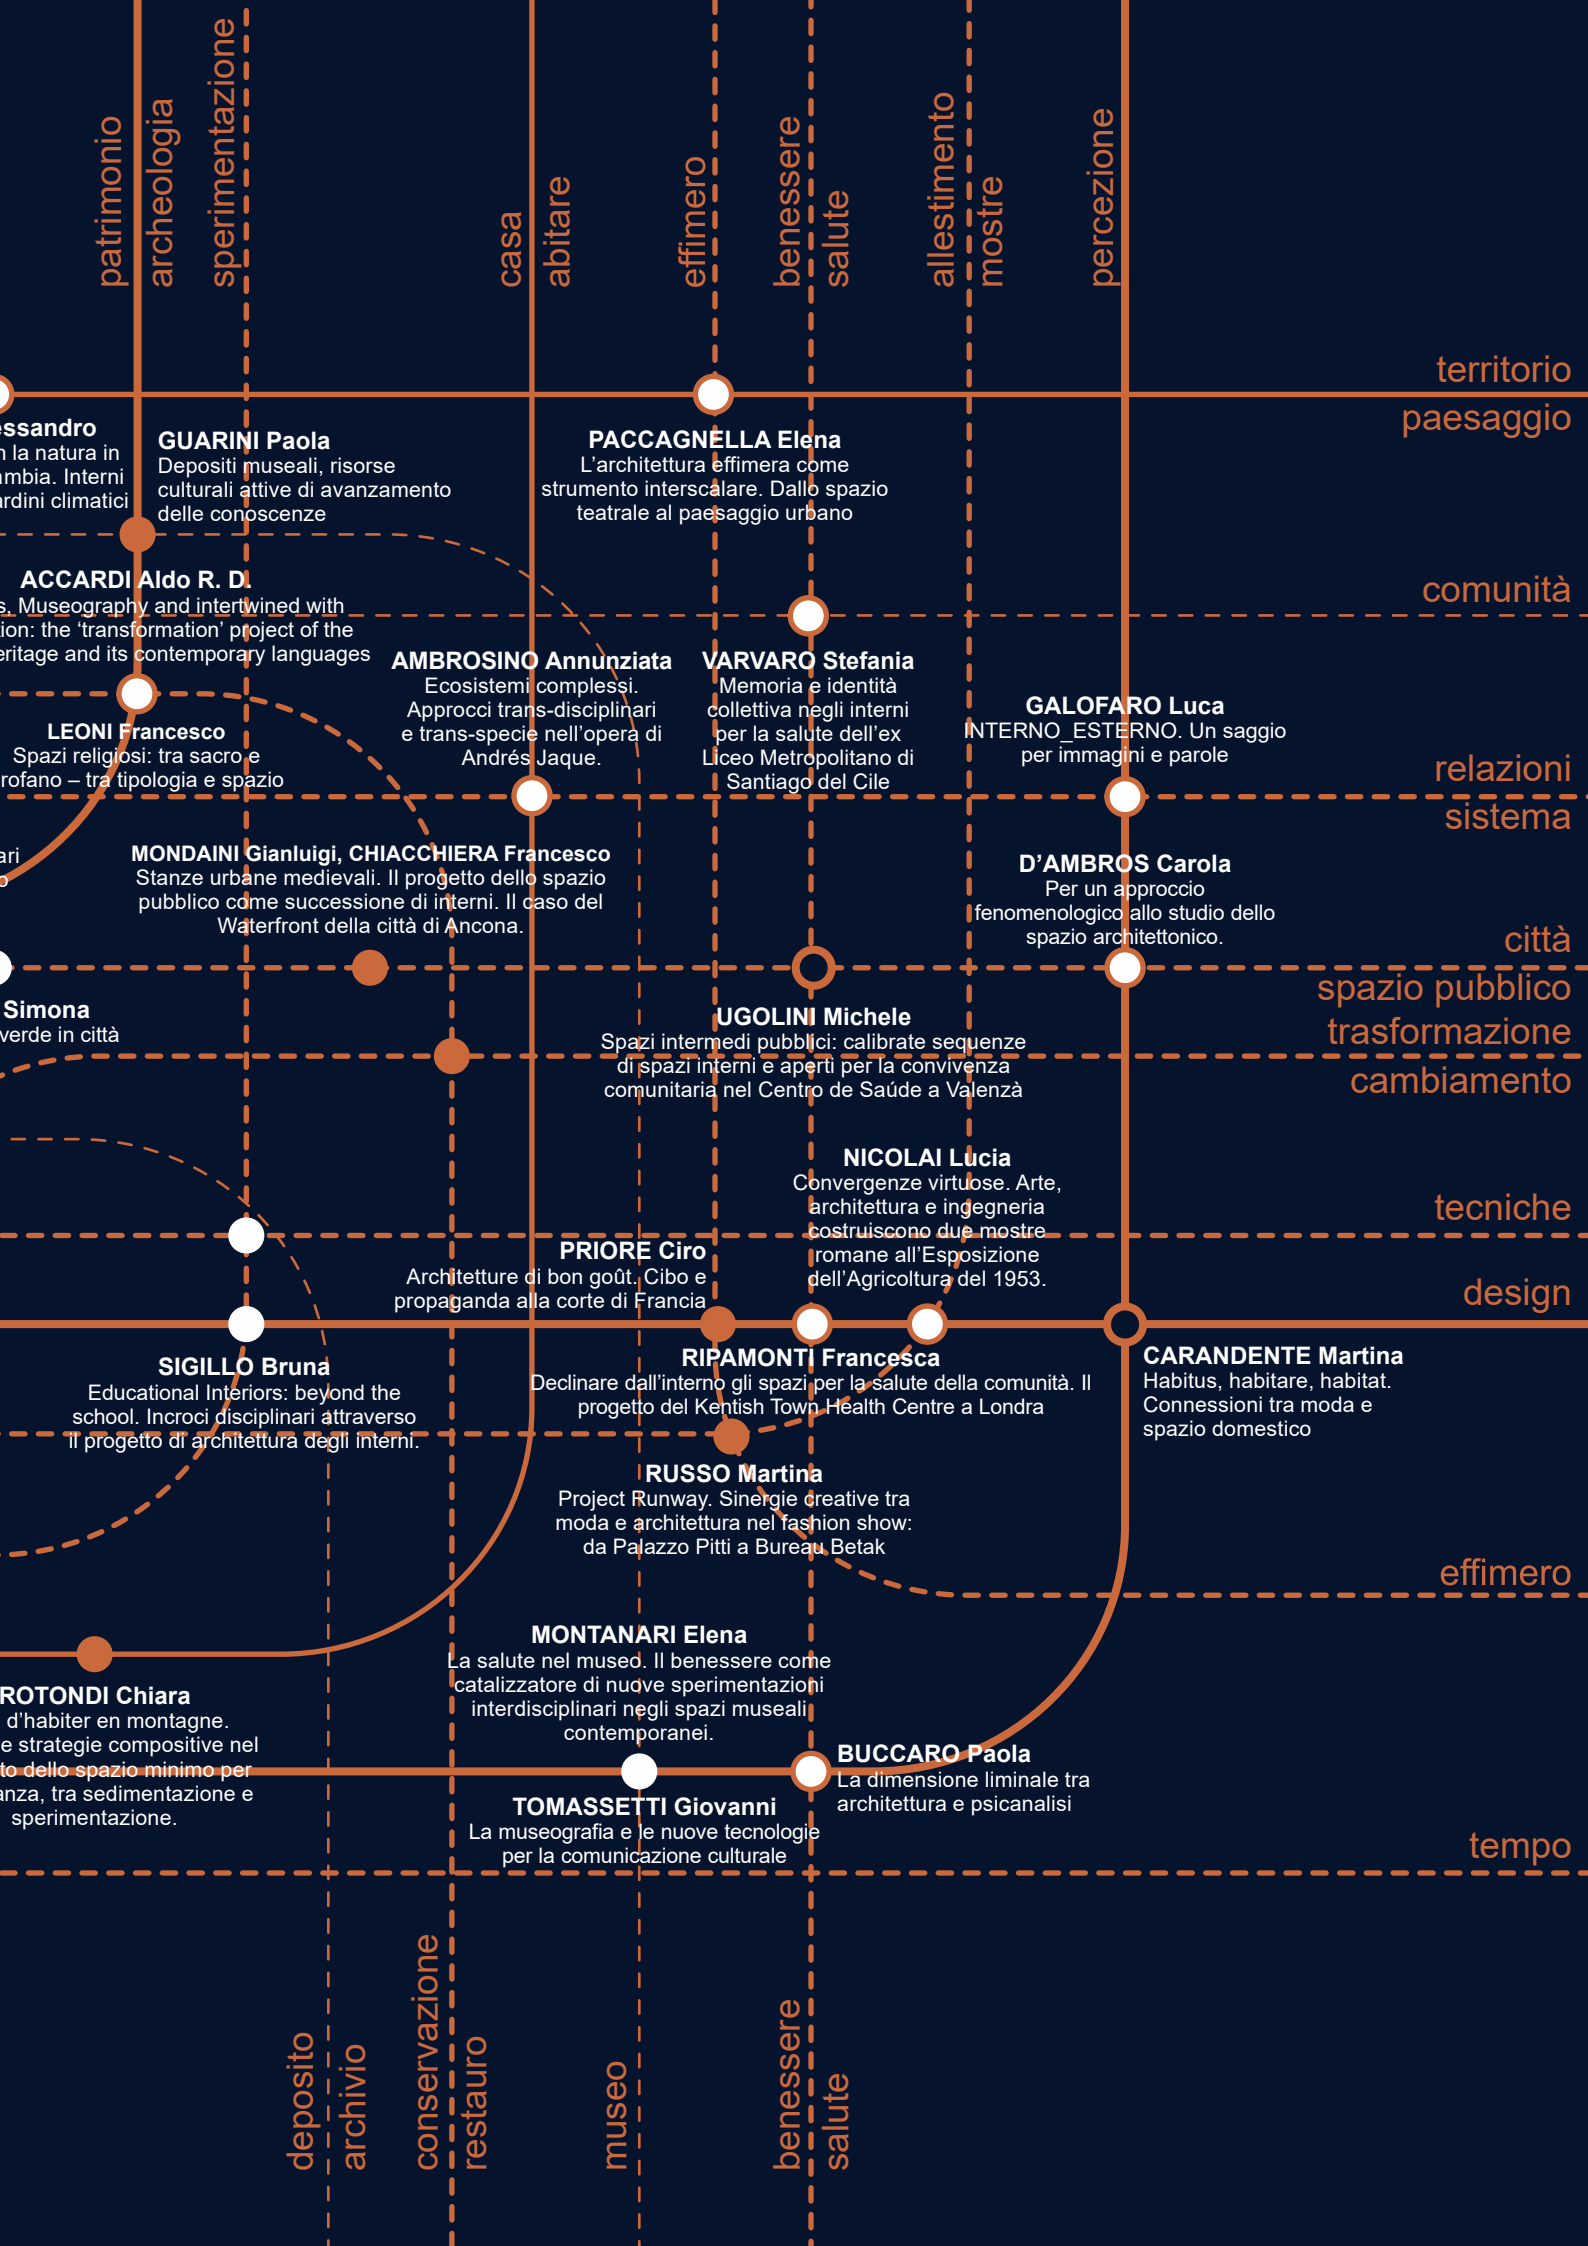 patrimonio
archeologia
sperimentazione
casa
abitare
effimero
benessere
salute
allestimento
mostre
percezione
territorio
paesaggio
essandro
n la natura in
ambia. Interni
ardini climatici
GUARINI Paola
Depositi museali, risorse
culturali attive di avanzamento
delle conoscenze
PACCAGNELLA Elena
L’architettura effimera come
strumento interscalare. Dallo spazio
teatrale al paesaggio urbano
ACCARDI Aldo R. D.
s, Museography and intertwined with
tion: the ‘transformation’ project of the
eritage and its contemporary languages
comunità
AMBROSINO Annunziata
Ecosistemi complessi.
Approcci trans-disciplinari
e trans-specie nell’opera di
Andrés Jaque.
VARVARO Stefania
Memoria e identità
collettiva negli interni
per la salute dell’ex
Liceo Metropolitano di
Santiago del Cile
GALOFARO Luca
INTERNO_ESTERNO. Un saggio
per immagini e parole
LEONI Francesco
Spazi religiosi: tra sacro e
rofano – tra tipologia e spazio
relazioni
sistema
ari
o
MONDAINI Gianluigi, CHIACCHIERA Francesco
Stanze urbane medievali. Il progetto dello spazio
pubblico come successione di interni. Il caso del
Waterfront della città di Ancona.
D’AMBROS Carola
Per un approccio
fenomenologico allo studio dello
spazio architettonico.
città
spazio pubblico
Simona
verde in città
UGOLINI Michele
Spazi intermedi pubblici: calibrate sequenze
di spazi interni e aperti per la convivenza
comunitaria nel Centro de Saúde a Valenzà
trasformazione
cambiamento
NICOLAI Lucia
Convergenze virtuose. Arte,
architettura e ingegneria
costruiscono due mostre
romane all’Esposizione
dell’Agricoltura del 1953.
tecniche
PRIORE Ciro
Architetture di bon goût. Cibo e
propaganda alla corte di Francia
design
SIGILLO Bruna
Educational Interiors: beyond the
school. Incroci disciplinari attraverso
il progetto di architettura degli interni.
RIPAMONTI Francesca
Declinare dall’interno gli spazi per la salute della comunità. Il
progetto del Kentish Town Health Centre a Londra
CARANDENTE Martina
Habitus, habitare, habitat.
Connessioni tra moda e
spazio domestico
RUSSO Martina
Project Runway. Sinergie creative tra
moda e architettura nel fashion show:
da Palazzo Pitti a Bureau Betak
effimero
MONTANARI Elena
La salute nel museo. Il benessere come
catalizzatore di nuove sperimentazioni
interdisciplinari negli spazi museali
contemporanei.
ROTONDI Chiara
d’habiter en montagne.
e strategie compositive nel
to dello spazio minimo per
anza, tra sedimentazione e
sperimentazione.
BUCCARO Paola
La dimensione liminale tra
architettura e psicanalisi
TOMASSETTI Giovanni
La museografia e le nuove tecnologie
per la comunicazione culturale
tempo
deposito
archivio
conservazione
restauro
museo
benessere
salute